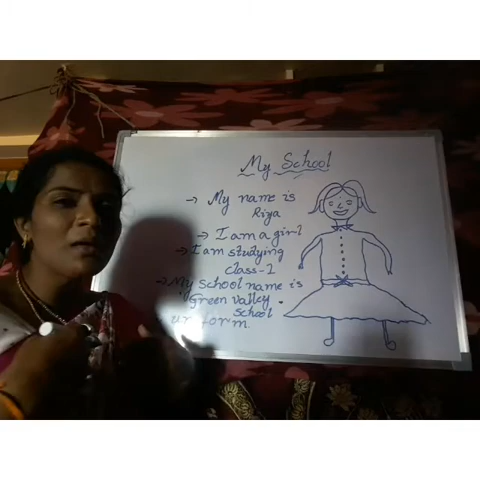 My School
→ My name is
Riya
→ I am a girl
→ I am studying
class-1
→ My school name is
Green valley .
School
uniform.